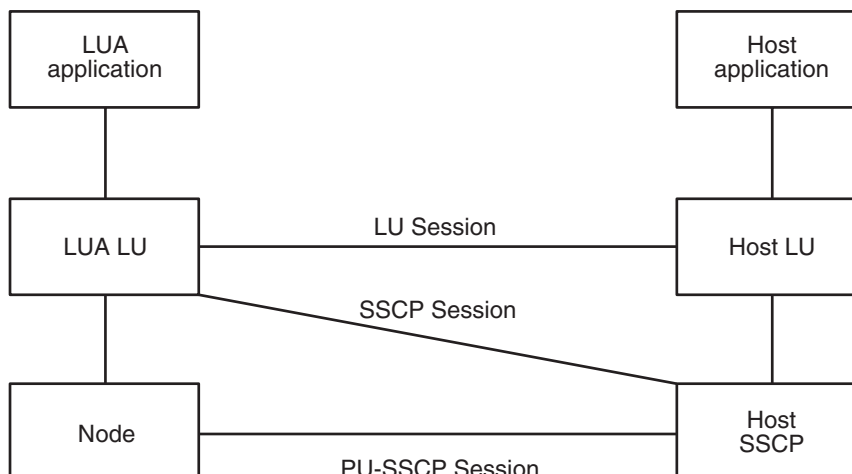 LUA
application
Host
application
LU Session
LUA LU
Host LU
SSCP Session
Node
Host
SSCP
PU-SSCP Session